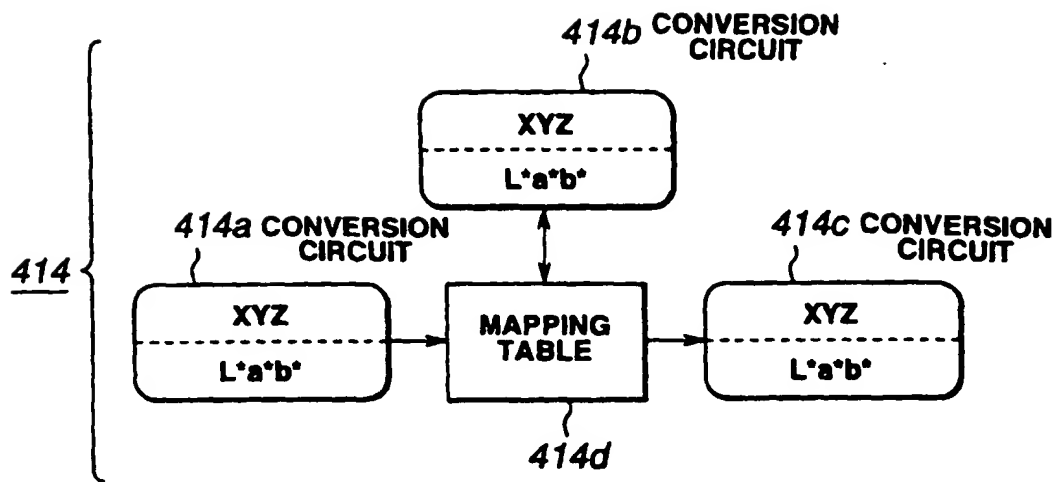 414b CONVERSION
CIRCUIT
XYZ
L*a*b*
414a CONVERSION
CIRCUIT
414c CONVERSION
CIRCUIT
414
XYZ
L*a*b*
MAPPING
TABLE
XYZ
L*a*b*
414d